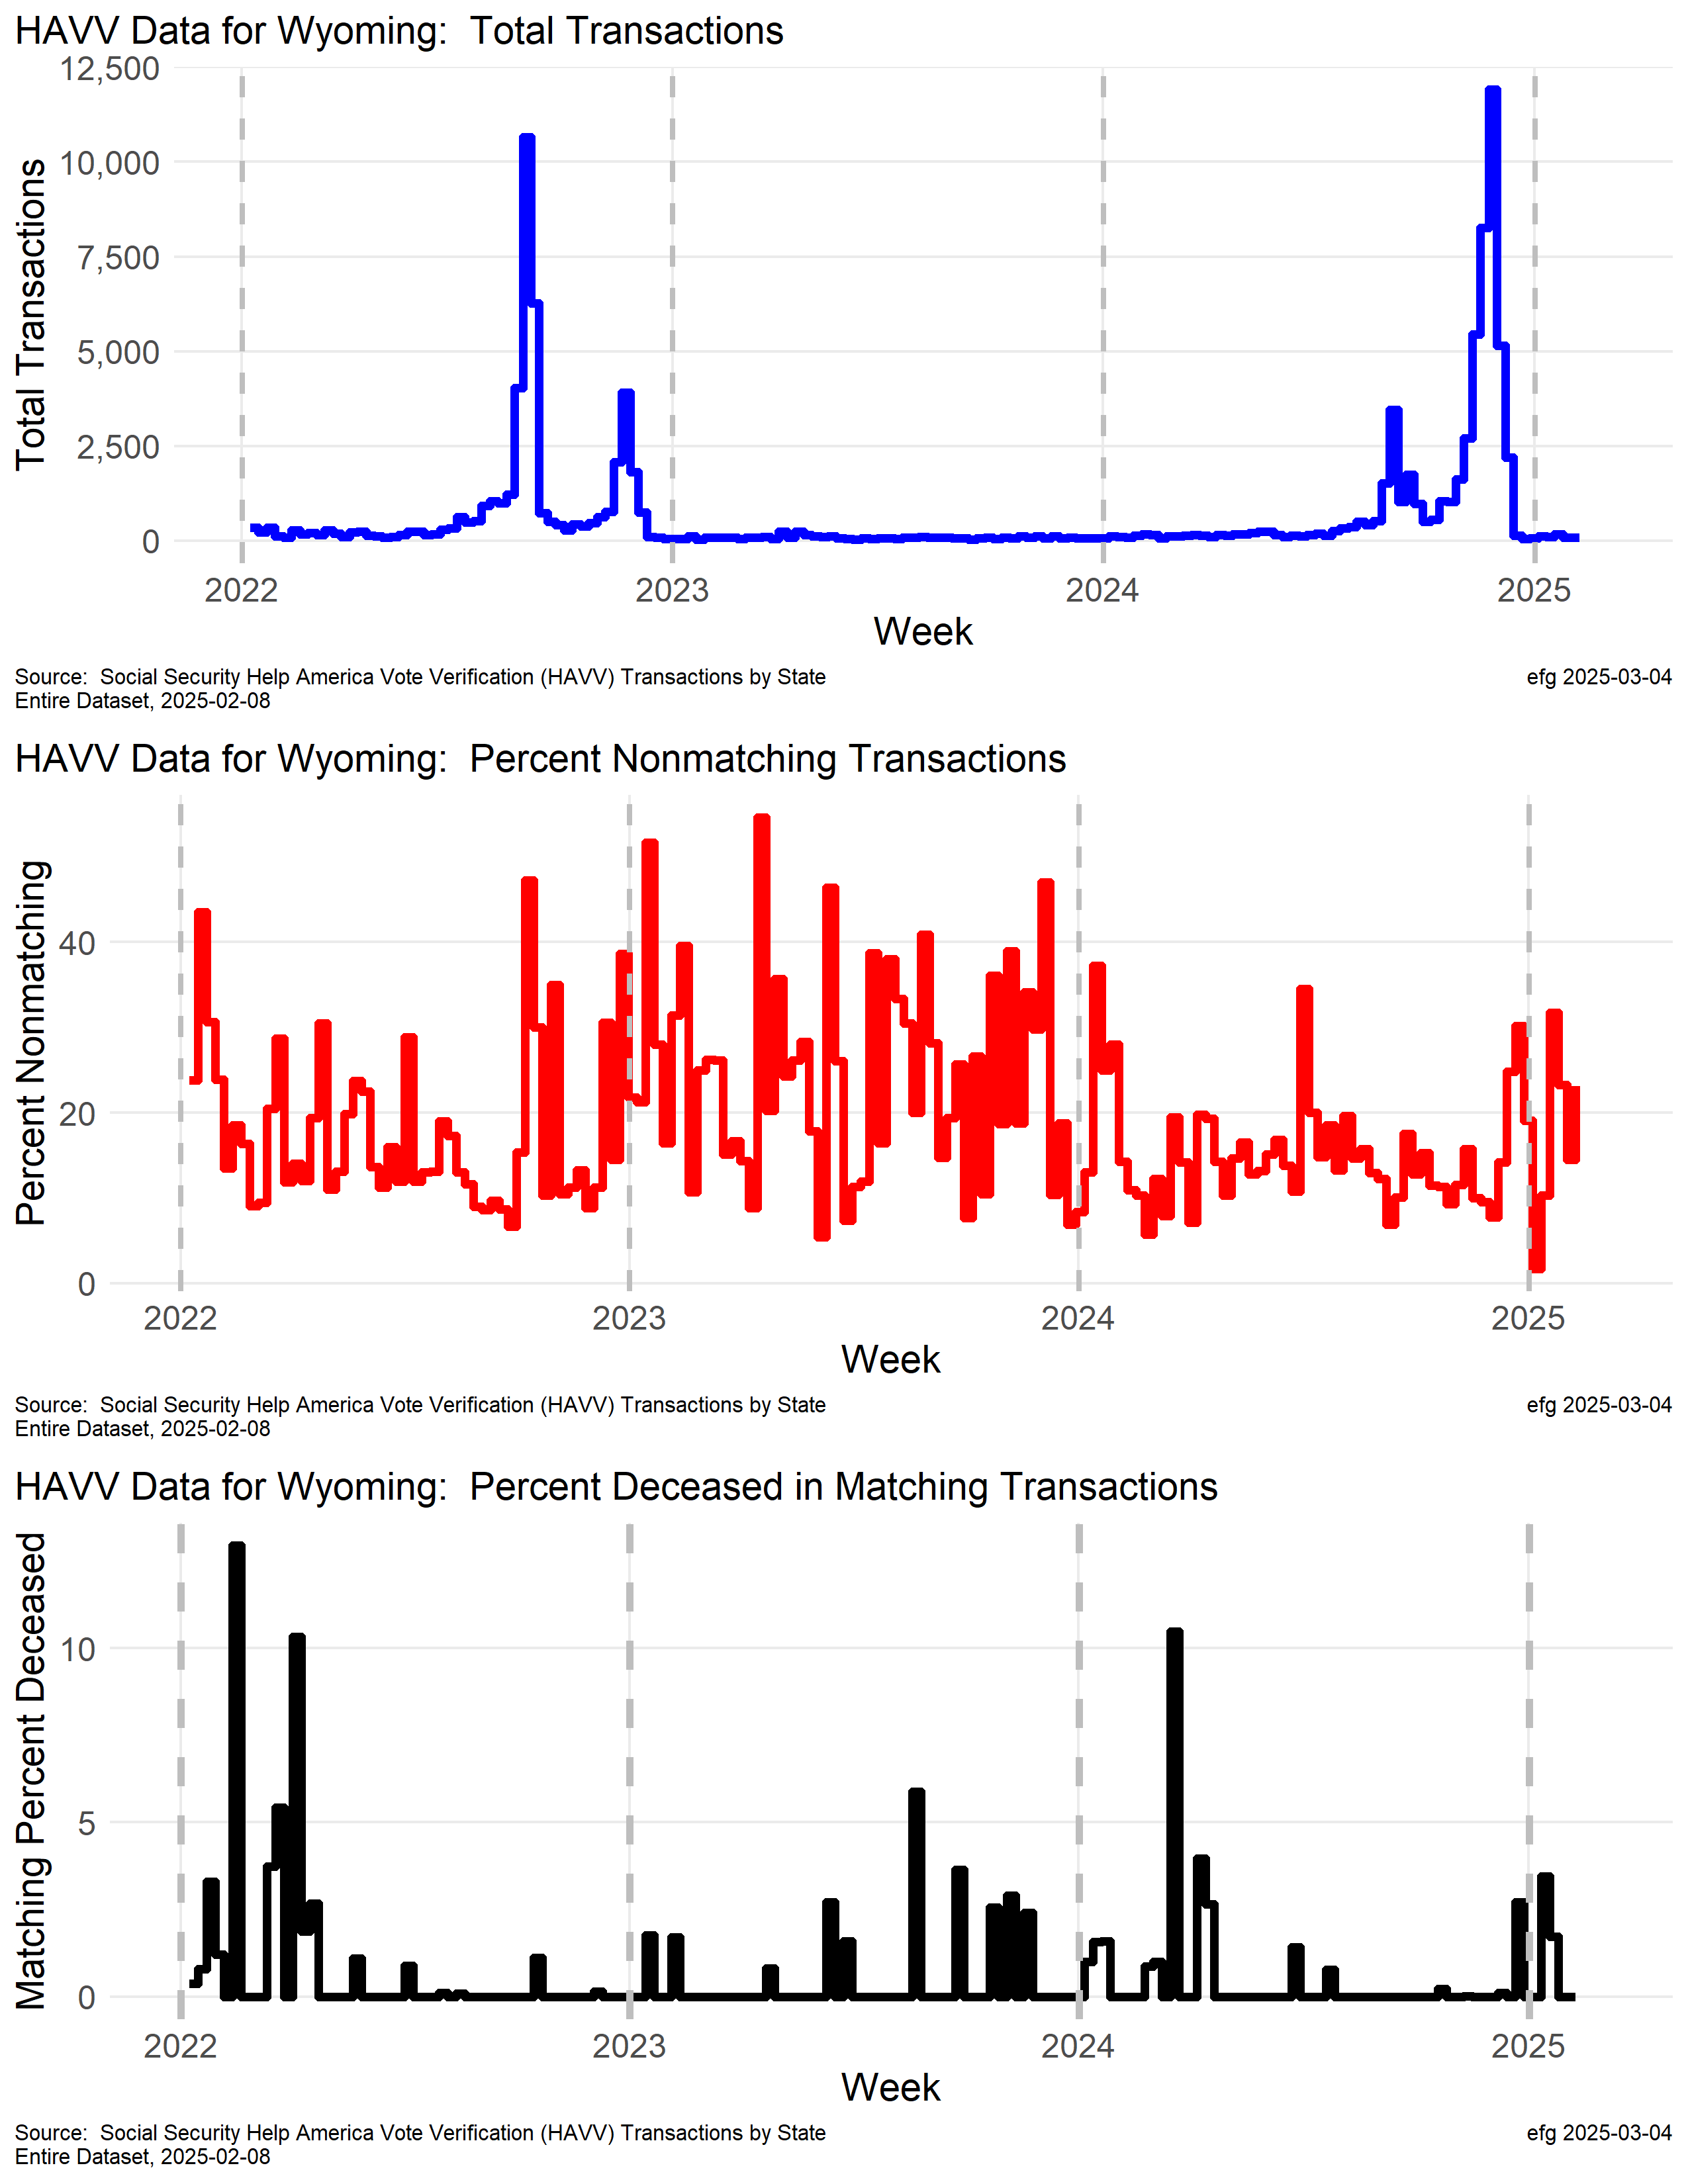 HAVV Data for Wyoming:  Total Transactions
Total Transactions
12,500
10,000
7,500
5,000
2,500
0
2022 2023 2024 2025
Week
Source:  Social Security Help America Vote Verification (HAVV) Transactions by State
Entire Dataset, 2025-02-08
efg 2025-03-04
HAVV Data for Wyoming:  Percent Nonmatching Transactions
Percent Nonmatching
40
20
0
2022 2023 2024 2025
Week
Source:  Social Security Help America Vote Verification (HAVV) Transactions by State
Entire Dataset, 2025-02-08
efg 2025-03-04
HAVV Data for Wyoming:  Percent Deceased in Matching Transactions
Matching Percent Deceased
10
5
0
2022 2023 2024 2025
Week
Source:  Social Security Help America Vote Verification (HAVV) Transactions by State
Entire Dataset, 2025-02-08
efg 2025-03-04